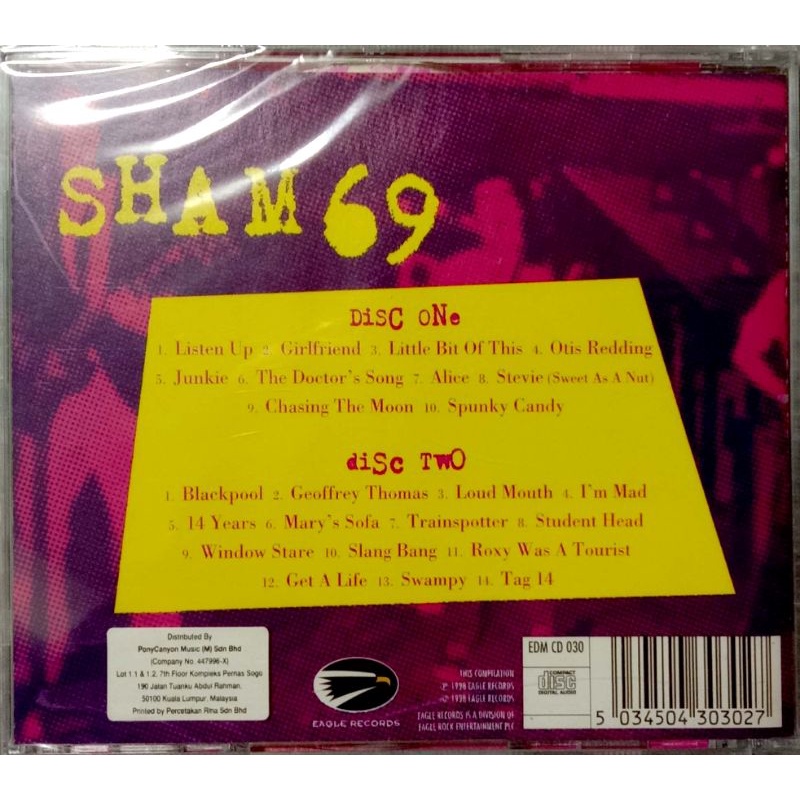 SHAM 69
DiSC ONe
1. Listen Up 2. Girlfriend 3. Little Bit Of This 4. Otis Redding
5. Junkie 6. The Doctor's Song 7. Alice 8. Stevie (Sweet As A Nut)
9. Chasing The Moon 10. Spunky Candy
diSc TWO
1. Blackpool 2. Geoffrey Thomas 3. Loud Mouth 4. I'm Mad
5. 14 Years 6. Mary's Sofa 7. Trainspotter 8. Student Head
9. Window Stare 10. Slang Bang 11. Roxy Was A Tourist
12. Get A Life 13. Swampy 14. Tag 14
Distributed By
PonyCanyon Music (M) Sdn Bhd
(Company No. 447996-X)
Lot 1.1 & 1.2, 7th Floor Kompleks Pernas Sogo
190 Jalan Tuanku Abdul Rahman,
50100 Kuala Lumpur, Malaysia
Printed by Percetakan Rina Sdn Bhd
EAGLE RECORDS
THIS COMPILATION
℗ 1998 EAGLE RECORDS
© 1998 EAGLE RECORDS
EAGLE RECORDS IS A DIVISION OF
EAGLE ROCK ENTERTAINMENT PLC
EDM CD 030
COMPACT
disc
DIGITAL AUDIO
5 034504 303027